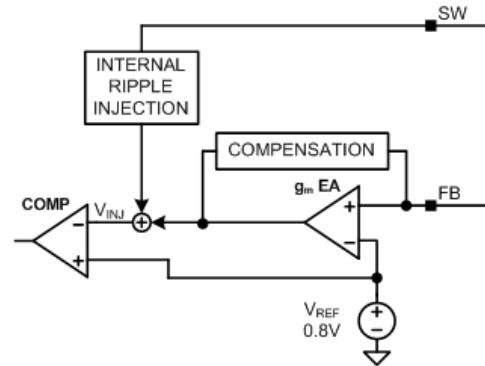 SW
INTERNAL
RIPPLE
INJECTION
COMPENSATION
gm EA
FB
COMP
VINJ
+
+
−
−
+
VREF
0.8V
+
−